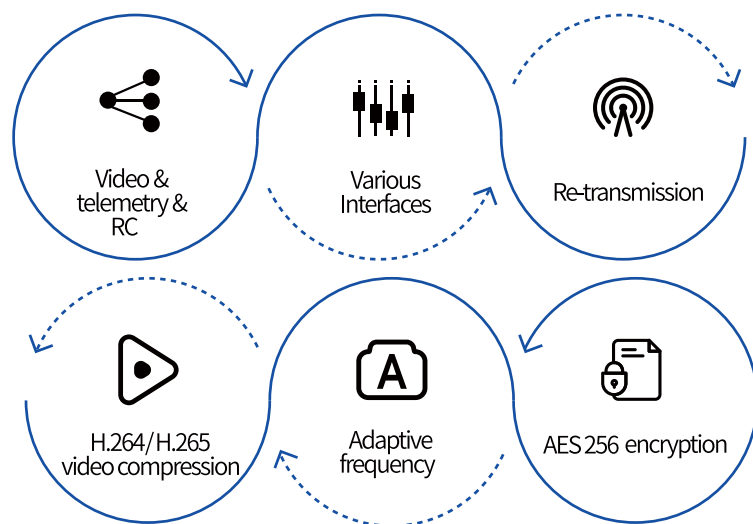 Video &
telemetry &
RC
Various
Interfaces
Re-transmission
H.264/H.265
video compression
A
Adaptive
frequency
AES 256 encryption